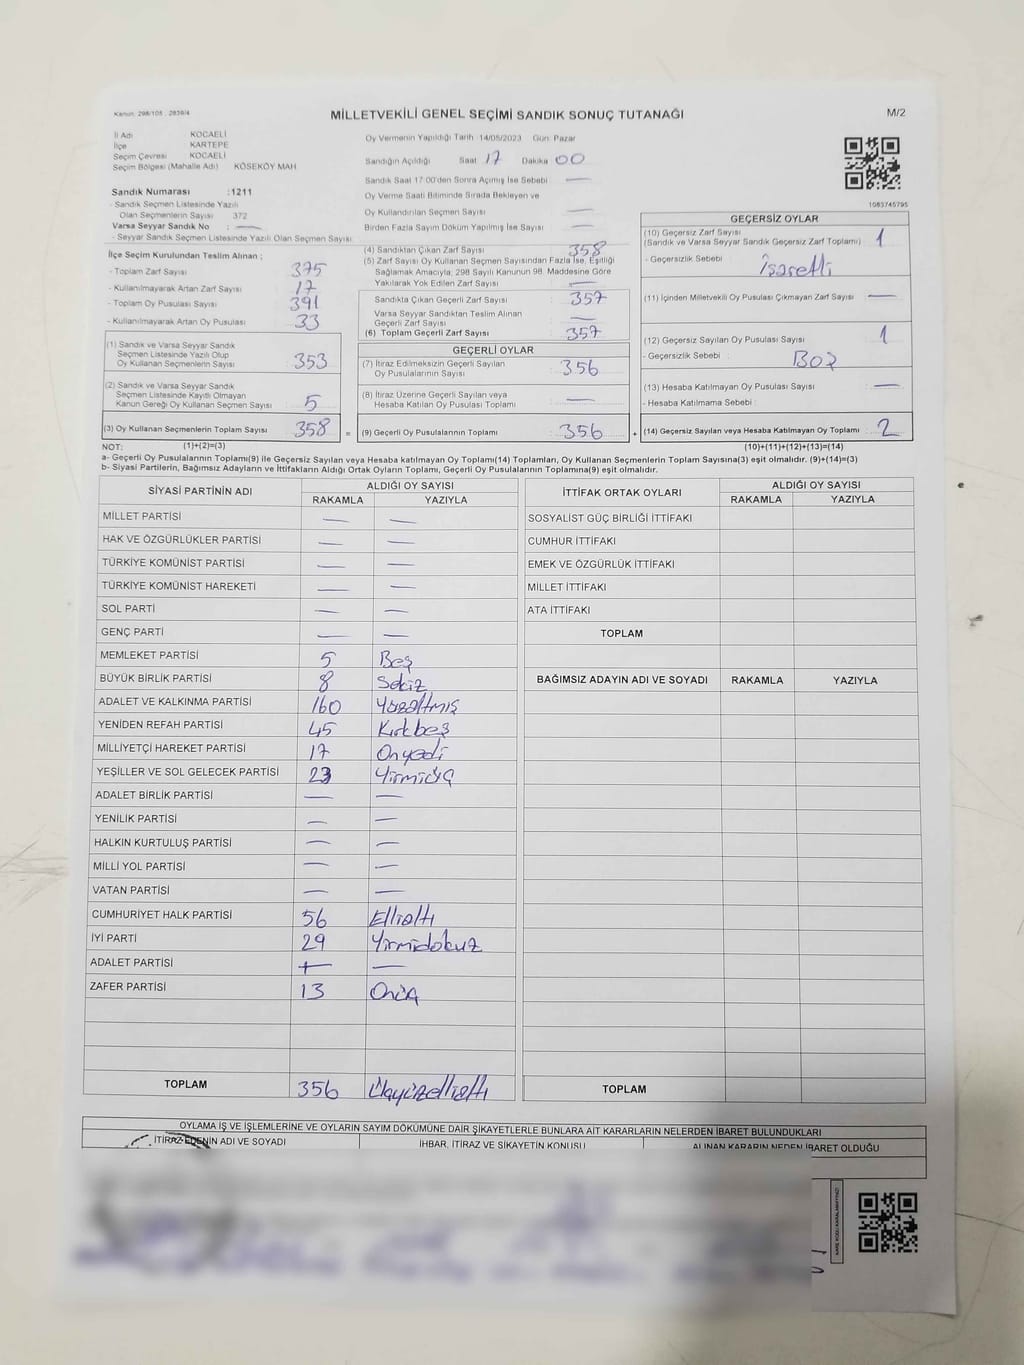 Kanun, 298/105 ; 2839/4
MİLLETVEKİLİ GENEL SEÇİMİ SANDIK SONUÇ TUTANAĞI
M/2
İl Adı KOCAELİ
İlçe KARTEPE
Seçim Çevresi KOCAELİ
Seçim Bölgesi (Mahalle Adı) KÖSEKÖY MAH
Sandık Numarası :1211
- Sandık Seçmen Listesinde Yazılı
Olan Seçmenlerin Sayısı 372
Varsa Seyyar Sandık No : —
- Seyyar Sandık Seçmen Listesinde Yazılı Olan Seçmen Sayısı:
İlçe Seçim Kurulundan Teslim Alınan ;
- Toplam Zarf Sayısı 375
- Kullanılmayarak Artan Zarf Sayısı 17
- Toplam Oy Pusulası Sayısı 391
- Kullanılmayarak Artan Oy Pusulası 33
(1) Sandık ve Varsa Seyyar Sandık
Seçmen Listesinde Yazılı Olup
Oy Kullanan Seçmenlerin Sayısı 353
(2) Sandık ve Varsa Seyyar Sandık
Seçmen Listesinde Kayıtlı Olmayan
Kanun Gereği Oy Kullanan Seçmen Sayısı 5
(3) Oy Kullanan Seçmenlerin Toplam Sayısı 358 =
Oy Vermenin Yapıldığı Tarih 14/05/2023 Gün Pazar
Sandığın Açıldığı Saat 17 Dakika 00
Sandık Saat 17:00'den Sonra Açılmış İse Sebebi —
Oy Verme Saati Bitiminde Sırada Bekleyen ve
Oy Kullandırılan Seçmen Sayısı —
Birden Fazla Sayım Döküm Yapılmış İse Sayısı —
(4) Sandıktan Çıkan Zarf Sayısı 358
(5) Zarf Sayısı Oy Kullanan Seçmen Sayısından Fazla İse, Eşitliği
Sağlamak Amacıyla, 298 Sayılı Kanunun 98. Maddesine Göre
Yakılarak Yok Edilen Zarf Sayısı —
Sandıkta Çıkan Geçerli Zarf Sayısı : 357
Varsa Seyyar Sandıktan Teslim Alınan
Geçerli Zarf Sayısı : —
(6) Toplam Geçerli Zarf Sayısı : 357
GEÇERLİ OYLAR
(7) İtiraz Edilmeksizin Geçerli Sayılan
Oy Pusulalarının Sayısı : 356
(8) İtiraz Üzerine Geçerli Sayılan veya
Hesaba Katılan Oy Pusulası Toplamı : —
(9) Geçerli Oy Pusulalarının Toplamı : 356 +
1083745795
GEÇERSİZ OYLAR
(10) Geçersiz Zarf Sayısı
(Sandık ve Varsa Seyyar Sandık Geçersiz Zarf Toplamı) : 1
- Geçersizlik Sebebi : İşaretli
(11) İçinden Milletvekili Oy Pusulası Çıkmayan Zarf Sayısı : —
(12) Geçersiz Sayılan Oy Pusulası Sayısı : 1
- Geçersizlik Sebebi : Boz
(13) Hesaba Katılmayan Oy Pusulası Sayısı : —
- Hesaba Katılmama Sebebi :
(14) Geçersiz Sayılan veya Hesaba Katılmayan Oy Toplamı : 2
NOT: (1)+(2)=(3) (10)+(11)+(12)+(13)=(14)
a- Geçerli Oy Pusulalarının Toplamı(9) ile Geçersiz Sayılan veya Hesaba Katılmayan Oy Toplamı(14) Toplamları, Oy Kullanan Seçmenlerin Toplam Sayısına(3) eşit olmalıdır. (9)+(14)=(3)
b- Siyasi Partilerin, Bağımsız Adayların ve İttifakların Aldığı Ortak Oyların Toplamı, Geçerli Oy Pusulalarının Toplamına(9) eşit olmalıdır.
SİYASİ PARTİNİN ADI ALDIĞI OY SAYISI
RAKAMLA YAZIYLA
MİLLET PARTİSİ — —
HAK VE ÖZGÜRLÜKLER PARTİSİ — —
TÜRKİYE KOMÜNİST PARTİSİ — —
TÜRKİYE KOMÜNİST HAREKETİ — —
SOL PARTİ — —
GENÇ PARTİ — —
MEMLEKET PARTİSİ 5 Beş
BÜYÜK BİRLİK PARTİSİ 8 Sekiz
ADALET VE KALKINMA PARTİSİ 160 Yüzaltmış
YENİDEN REFAH PARTİSİ 45 Kırkbeş
MİLLİYETÇİ HAREKET PARTİSİ 17 Onyedi
YEŞİLLER VE SOL GELECEK PARTİSİ 23 Yirmiüç
ADALET BİRLİK PARTİSİ — —
YENİLİK PARTİSİ — —
HALKIN KURTULUŞ PARTİSİ — —
MİLLİ YOL PARTİSİ — —
VATAN PARTİSİ — —
CUMHURİYET HALK PARTİSİ 56 Ellialtı
İYİ PARTİ 29 Yirmidokuz
ADALET PARTİSİ — —
ZAFER PARTİSİ 13 Onüç
TOPLAM 356 Üçyüzellialtı
İTTİFAK ORTAK OYLARI ALDIĞI OY SAYISI
RAKAMLA YAZIYLA
SOSYALİST GÜÇ BİRLİĞİ İTTİFAKI
CUMHUR İTTİFAKI
EMEK VE ÖZGÜRLÜK İTTİFAKI
MİLLET İTTİFAKI
ATA İTTİFAKI
TOPLAM
BAĞIMSIZ ADAYIN ADI VE SOYADI RAKAMLA YAZIYLA
TOPLAM
OYLAMA İŞ VE İŞLEMLERİNE VE OYLARIN SAYIM DÖKÜMÜNE DAİR ŞİKAYETLERLE BUNLARA AİT KARARLARIN NELERDEN İBARET BULUNDUKLARI
İTİRAZ EDENİN ADI VE SOYADI İHBAR, İTİRAZ VE ŞİKAYETİN KONUSU ALINAN KARARIN NEDEN İBARET OLDUĞU
KARE KODU KARALAMAYINIZ!